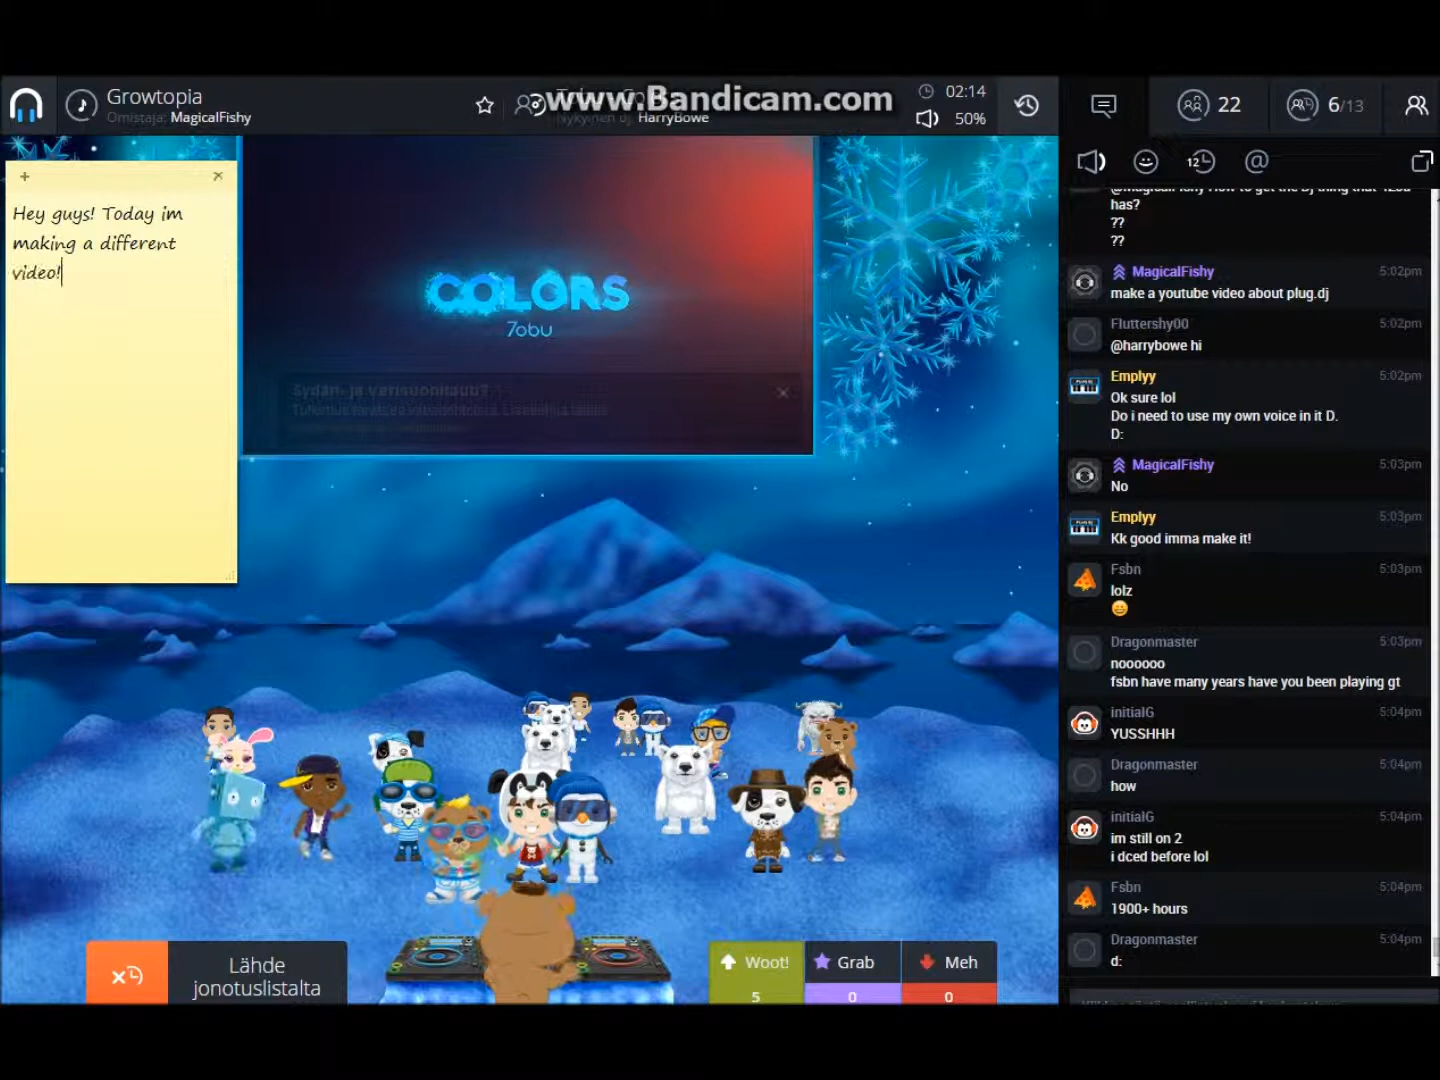 Growtopia
Omistaja: MagicalFishy
www.Bandicam.com
Nykyinen dj HarryBowe
02:14
50%
22
6/13
12
@
Hey guys! Today im
making a different
video!
COLORS
Tobu
has?
??
??
MagicalFishy 5:02pm
make a youtube video about plug.dj
Fluttershy00 5:02pm
@harrybowe hi
Emplyy 5:02pm
Ok sure lol
Do i need to use my own voice in it D.
D:
MagicalFishy 5:03pm
No
Emplyy 5:03pm
Kk good imma make it!
Fsbn 5:03pm
lolz
Dragonmaster 5:03pm
noooooo
fsbn have many years have you been playing gt
initialG 5:04pm
YUSSHHH
Dragonmaster 5:04pm
how
initialG 5:04pm
im still on 2
i dced before lol
Fsbn 5:04pm
1900+ hours
Dragonmaster 5:04pm
d:
Lähde
jonotuslistalta
Woot!
5
Grab
0
Meh
0